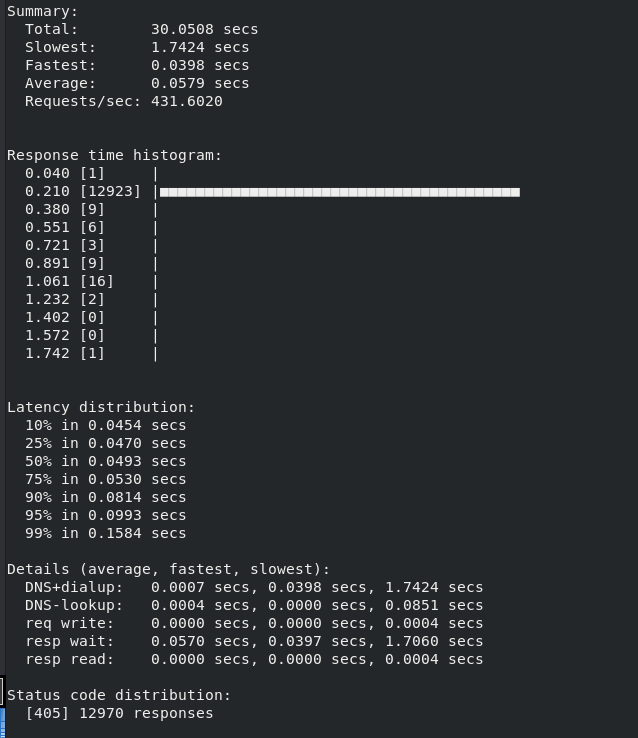 Summary:
  Total:        30.0508 secs
  Slowest:      1.7424 secs
  Fastest:      0.0398 secs
  Average:      0.0579 secs
  Requests/sec: 431.6020
Response time histogram:
  0.040 [1]     |
  0.210 [12923] |■■■■■■■■■■■■■■■■■■■■■■■■■■■■■■■■■■■■■■■■
  0.380 [9]     |
  0.551 [6]     |
  0.721 [3]     |
  0.891 [9]     |
  1.061 [16]    |
  1.232 [2]     |
  1.402 [0]     |
  1.572 [0]     |
  1.742 [1]     |
Latency distribution:
  10% in 0.0454 secs
  25% in 0.0470 secs
  50% in 0.0493 secs
  75% in 0.0530 secs
  90% in 0.0814 secs
  95% in 0.0993 secs
  99% in 0.1584 secs
Details (average, fastest, slowest):
  DNS+dialup:   0.0007 secs, 0.0398 secs, 1.7424 secs
  DNS-lookup:   0.0004 secs, 0.0000 secs, 0.0851 secs
  req write:    0.0000 secs, 0.0000 secs, 0.0004 secs
  resp wait:    0.0570 secs, 0.0397 secs, 1.7060 secs
  resp read:    0.0000 secs, 0.0000 secs, 0.0004 secs
Status code distribution:
  [405] 12970 responses